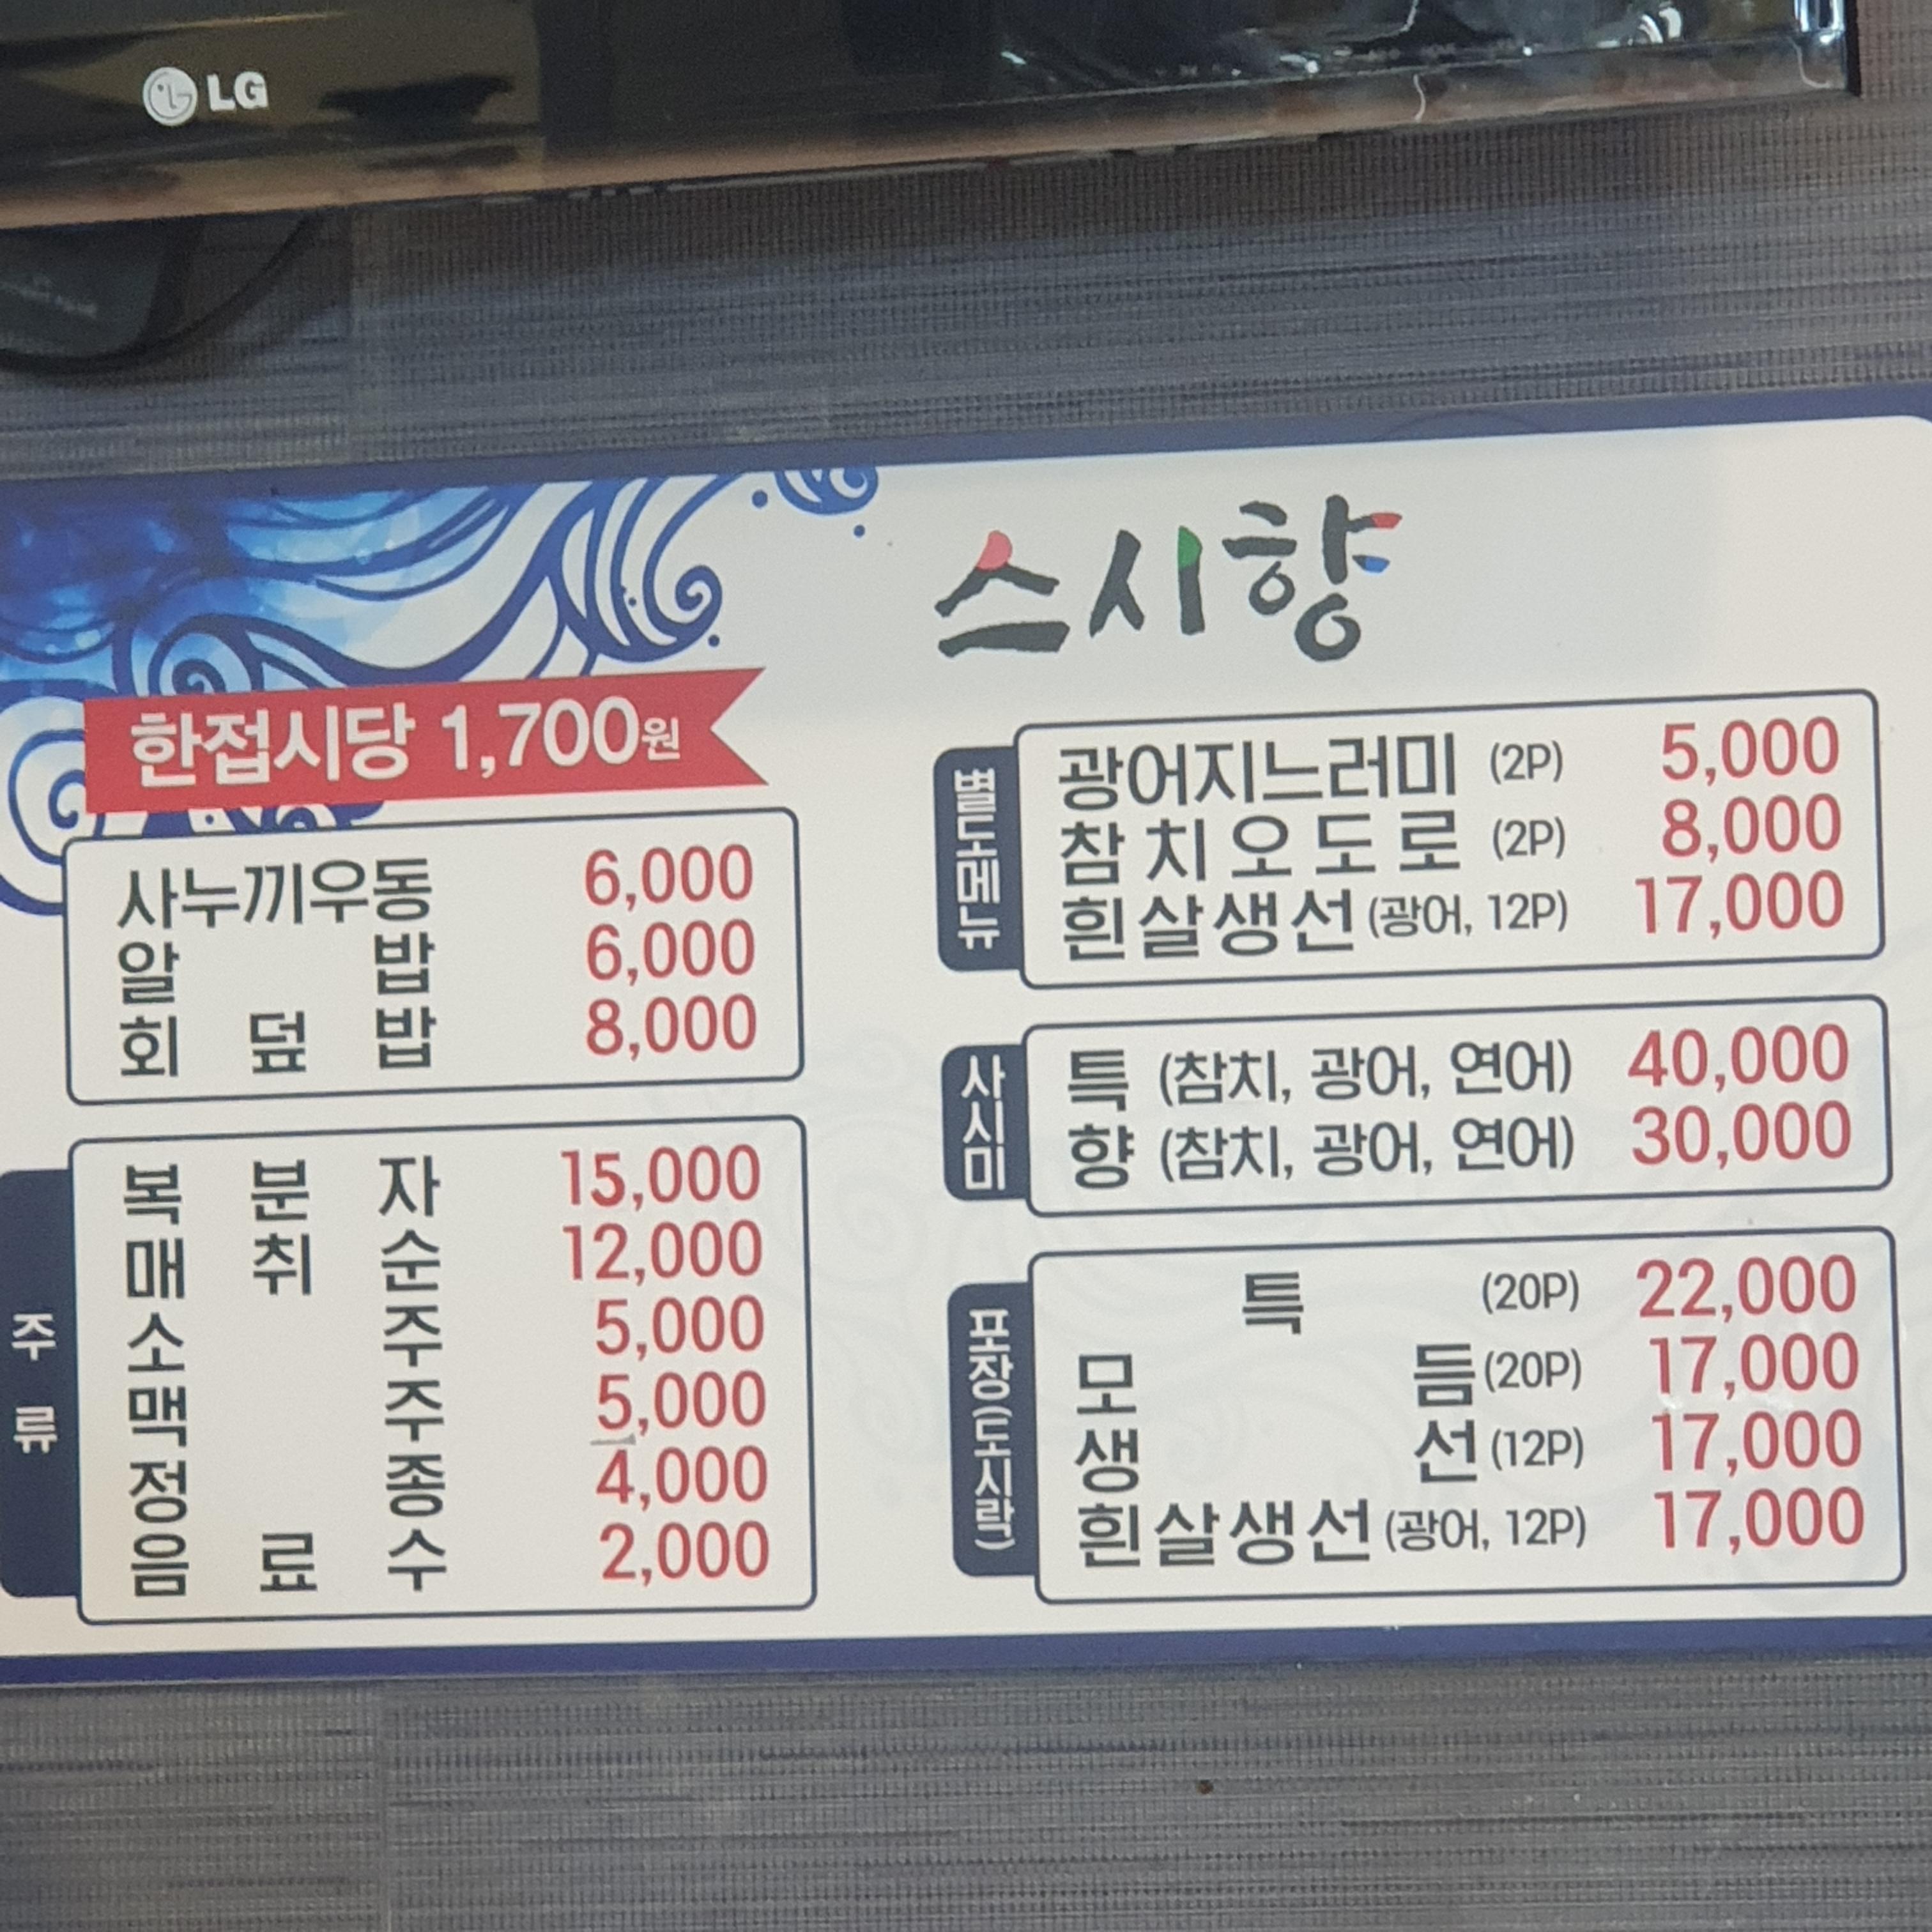 LG
스시향
한접시당 1,700원
사누끼우동 6,000
알 밥 6,000
회 덮 밥 8,000
주류
복 분 자 15,000
매 취 순 12,000
소 주 5,000
맥 주 5,000
정 종 4,000
음 료 수 2,000
별도메뉴
광어지느러미 (2P) 5,000
참치오도로 (2P) 8,000
흰살생선 (광어, 12P) 17,000
사시미
특 (참치, 광어, 연어) 40,000
향 (참치, 광어, 연어) 30,000
포장(도시락)
특 (20P) 22,000
모 듬 (20P) 17,000
생 선 (12P) 17,000
흰살생선 (광어, 12P) 17,000